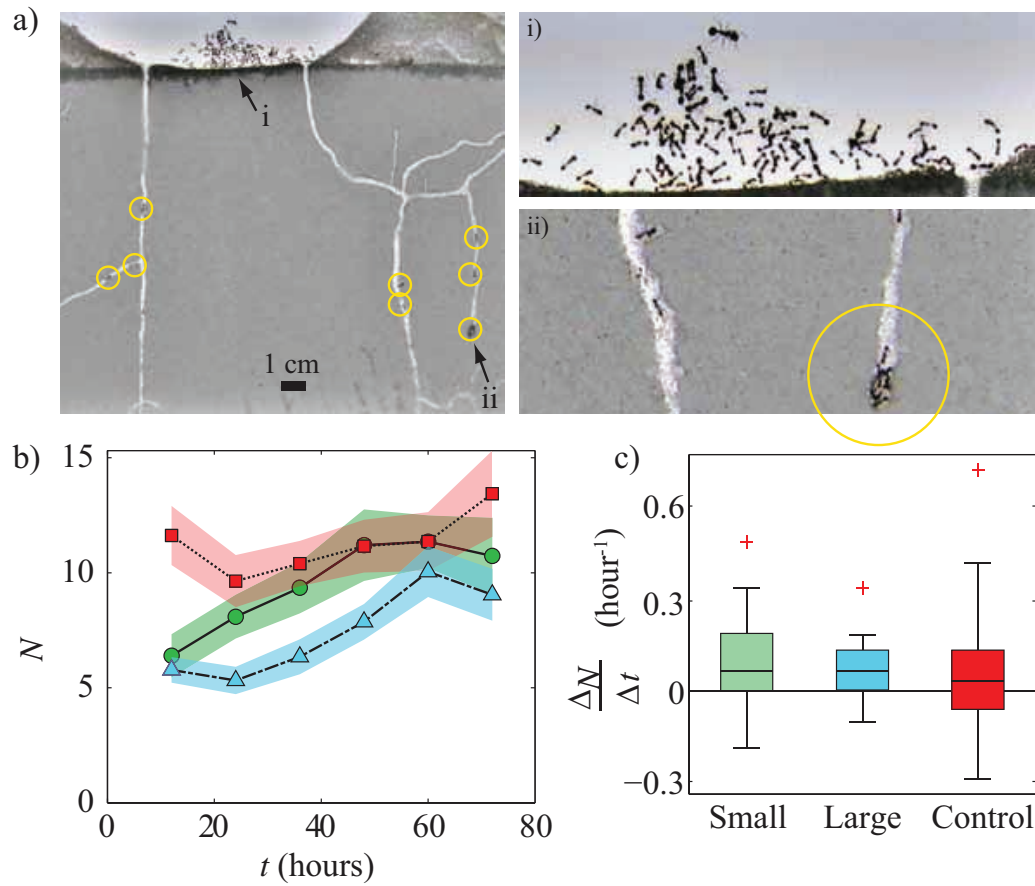 a)
i
1 cm
ii
i)
ii)
b)
15
10
5
0
N
0
20
40
60
80
t (hours)
c)
0.6
0.3
0
−0.3
ΔN
Δt
(hour⁻¹)
Small
Large
Control